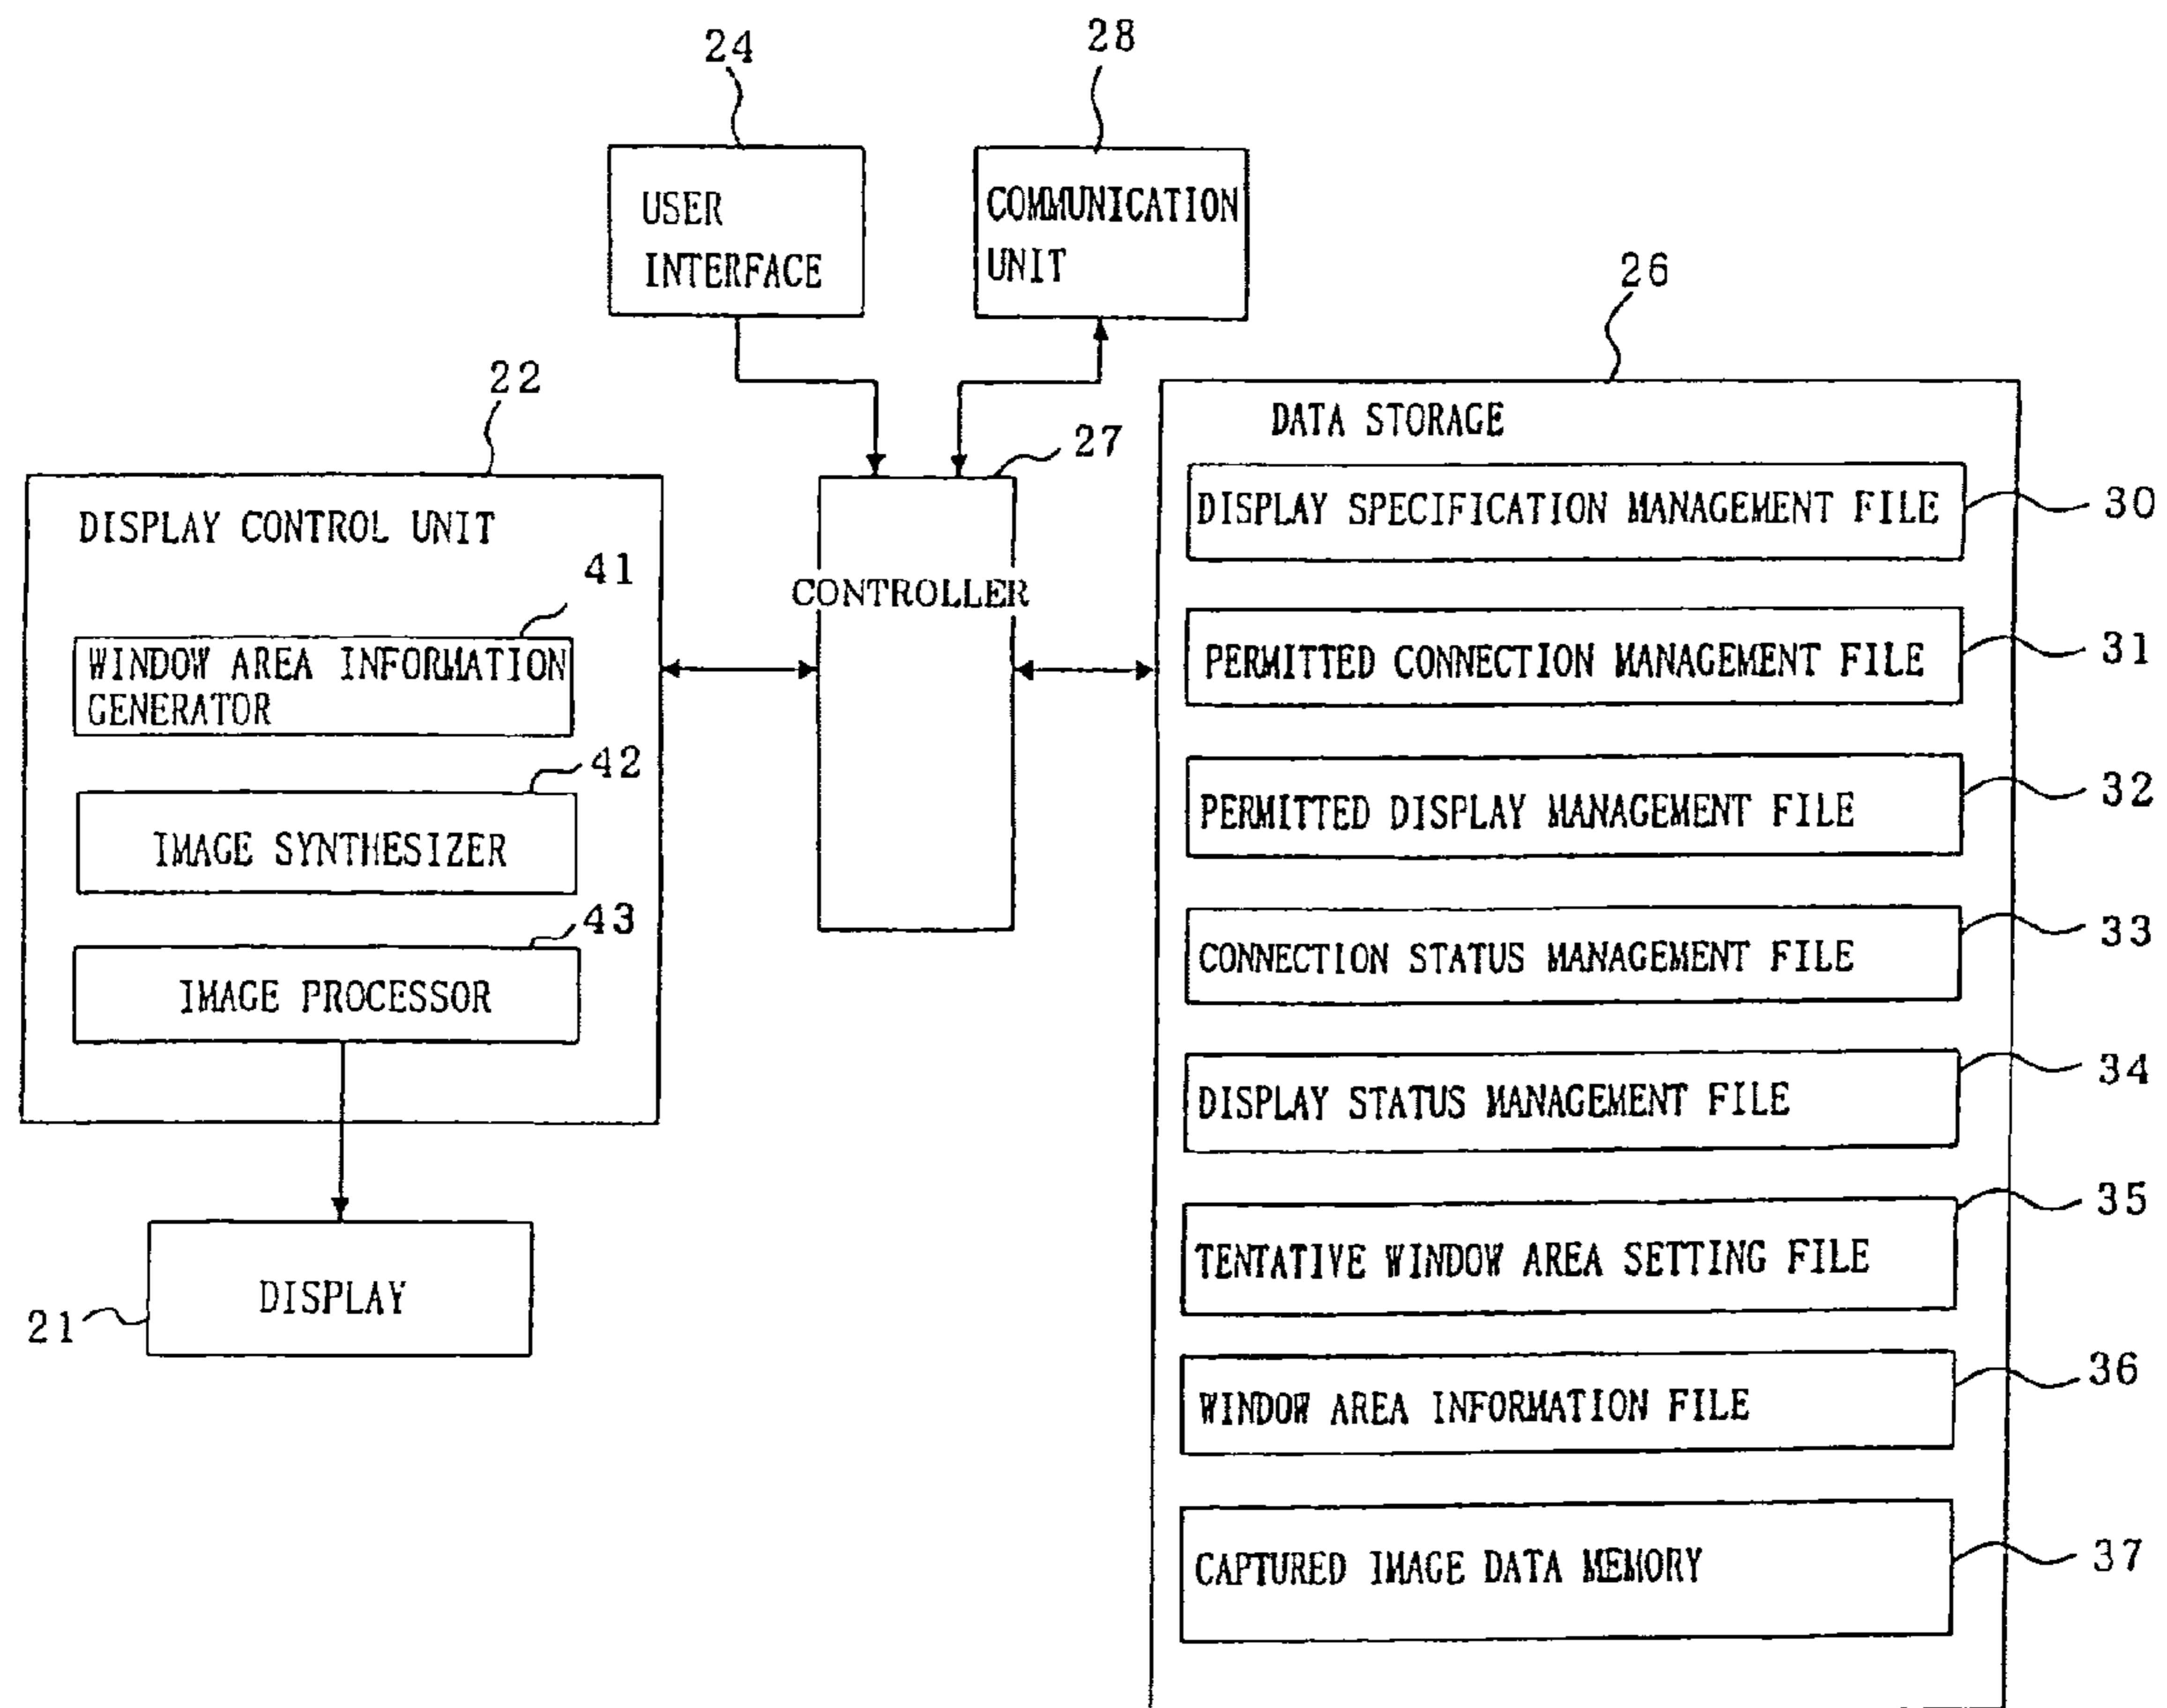 24
28
USER
INTERFACE
COMMUNICATION
UNIT
26
22
27
DATA STORAGE
DISPLAY SPECIFICATION MANAGEMENT FILE
30
DISPLAY CONTROL UNIT
41
CONTROLLER
WINDOW AREA INFORMATION
GENERATOR
PERMITTED CONNECTION MANAGEMENT FILE
31
42
IMAGE SYNTHESIZER
PERMITTED DISPLAY MANAGEMENT FILE
32
43
IMAGE PROCESSOR
CONNECTION STATUS MANAGEMENT FILE
33
DISPLAY STATUS MANAGEMENT FILE
34
TENTATIVE WINDOW AREA SETTING FILE
35
DISPLAY
21
WINDOW AREA INFORMATION FILE
36
CAPTURED IMAGE DATA MEMORY
37